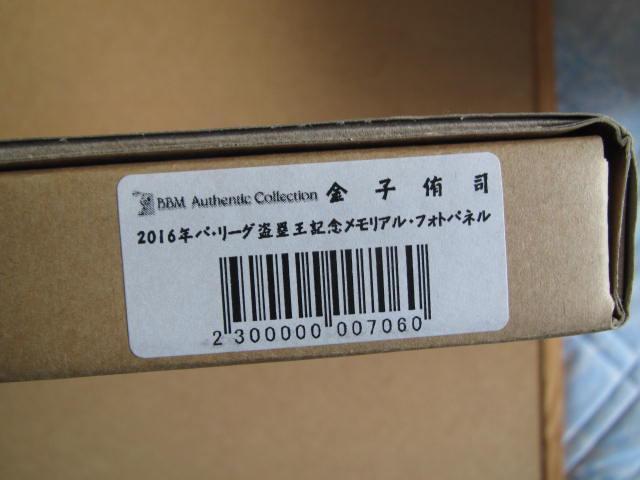 BBM Authentic Collection 金子侑司
2016年パ・リーグ盗塁王記念メモリアル・フォトパネル
2 300000 007060